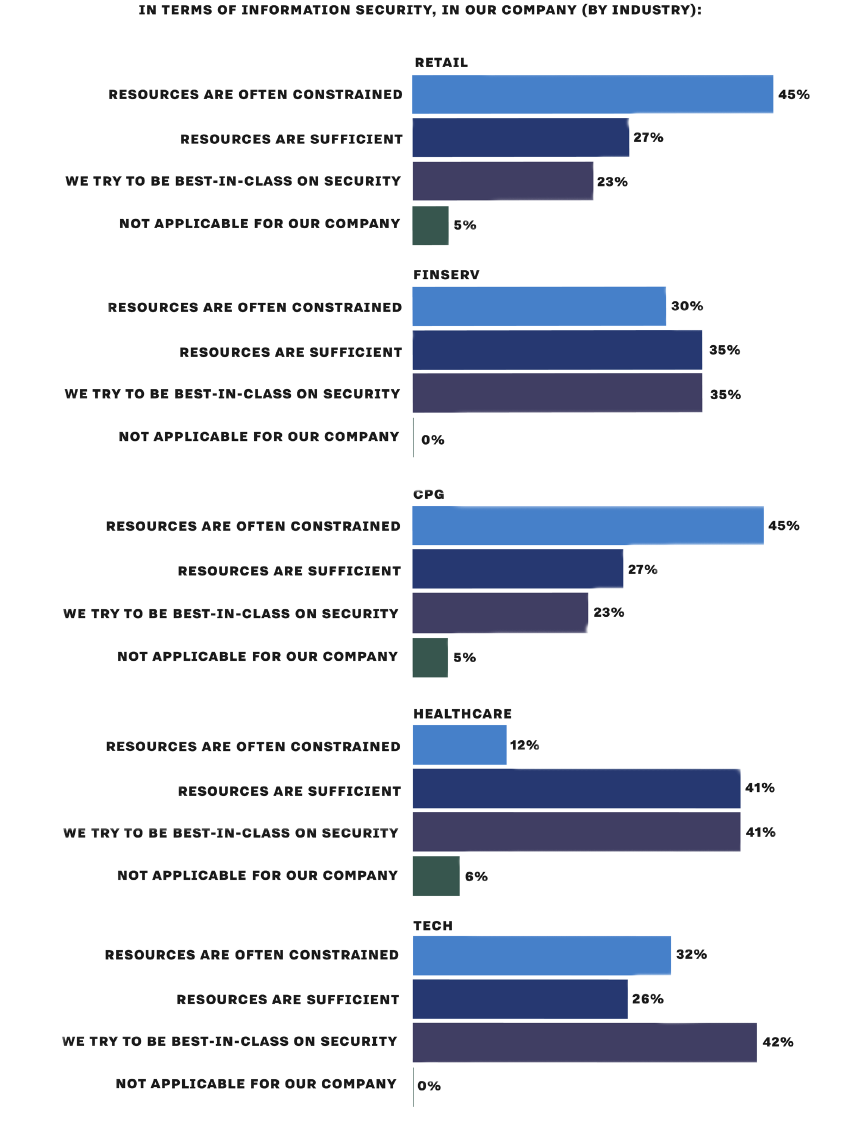 IN TERMS OF INFORMATION SECURITY, IN OUR COMPANY (BY INDUSTRY):
RETAIL
RESOURCES ARE OFTEN CONSTRAINED 45%
RESOURCES ARE SUFFICIENT 27%
WE TRY TO BE BEST-IN-CLASS ON SECURITY 23%
NOT APPLICABLE FOR OUR COMPANY 5%
FINSERV
RESOURCES ARE OFTEN CONSTRAINED 30%
RESOURCES ARE SUFFICIENT 35%
WE TRY TO BE BEST-IN-CLASS ON SECURITY 35%
NOT APPLICABLE FOR OUR COMPANY 0%
CPG
RESOURCES ARE OFTEN CONSTRAINED 45%
RESOURCES ARE SUFFICIENT 27%
WE TRY TO BE BEST-IN-CLASS ON SECURITY 23%
NOT APPLICABLE FOR OUR COMPANY 5%
HEALTHCARE
RESOURCES ARE OFTEN CONSTRAINED 12%
RESOURCES ARE SUFFICIENT 41%
WE TRY TO BE BEST-IN-CLASS ON SECURITY 41%
NOT APPLICABLE FOR OUR COMPANY 6%
TECH
RESOURCES ARE OFTEN CONSTRAINED 32%
RESOURCES ARE SUFFICIENT 26%
WE TRY TO BE BEST-IN-CLASS ON SECURITY 42%
NOT APPLICABLE FOR OUR COMPANY 0%